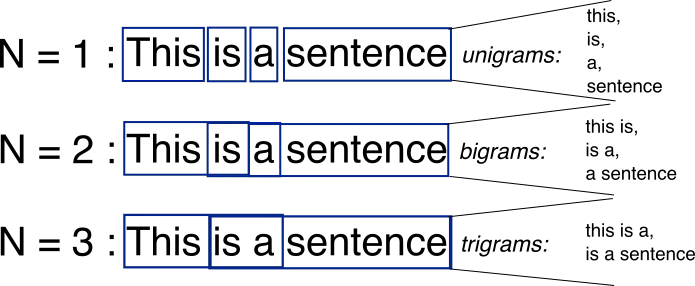 N = 1 : This is a sentence unigrams:
this,
is,
a,
sentence
N = 2 : This is a sentence bigrams:
this is,
is a,
a sentence
N = 3 : This is a sentence trigrams:
this is a,
is a sentence